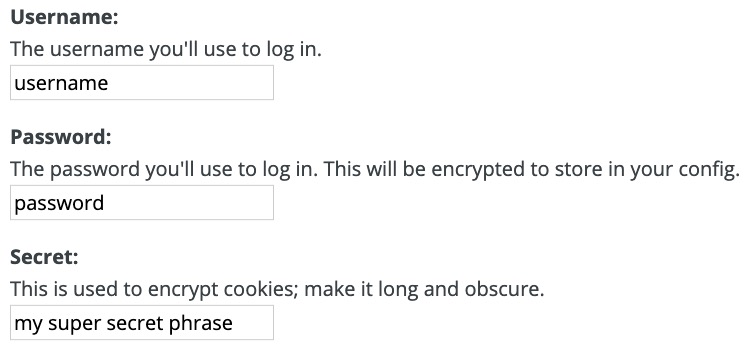 Username:
The username you'll use to log in.
username
Password:
The password you'll use to log in. This will be encrypted to store in your config.
password
Secret:
This is used to encrypt cookies; make it long and obscure.
my super secret phrase